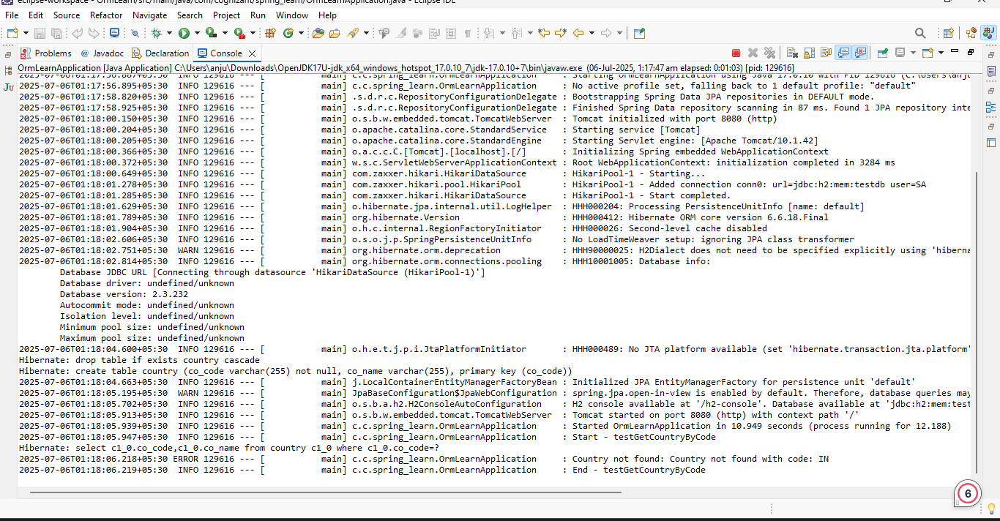 eclipse-workspace - OrmLearn/src/main/java/com/cognizant/spring_learn/OrmLearnApplication.java - Eclipse IDE
File Edit Source Refactor Navigate Search Project Run Window Help
Problems @ Javadoc Declaration Console
OrmLearnApplication [Java Application] C:\Users\anju\Downloads\OpenJDK17U-jdk_x64_windows_hotspot_17.0.10_7\jdk-17.0.10+7\bin\javaw.exe (06-Jul-2025, 1:17:47 am elapsed: 0:01:03) [pid: 129616]
2025-07-06T01:17:56.887+05:30  INFO 129616 --- [           main] c.c.spring_learn.OrmLearnApplication     : Starting OrmLearnApplication using Java 17.0.10 with PID 129616 (C:\Users\anju
2025-07-06T01:17:56.895+05:30  INFO 129616 --- [           main] c.c.spring_learn.OrmLearnApplication     : No active profile set, falling back to 1 default profile: "default"
2025-07-06T01:17:58.820+05:30  INFO 129616 --- [           main] .s.d.r.c.RepositoryConfigurationDelegate : Bootstrapping Spring Data JPA repositories in DEFAULT mode.
2025-07-06T01:17:58.925+05:30  INFO 129616 --- [           main] .s.d.r.c.RepositoryConfigurationDelegate : Finished Spring Data repository scanning in 87 ms. Found 1 JPA repository inte
2025-07-06T01:18:00.150+05:30  INFO 129616 --- [           main] o.s.b.w.embedded.tomcat.TomcatWebServer  : Tomcat initialized with port 8080 (http)
2025-07-06T01:18:00.204+05:30  INFO 129616 --- [           main] o.apache.catalina.core.StandardService   : Starting service [Tomcat]
2025-07-06T01:18:00.205+05:30  INFO 129616 --- [           main] o.apache.catalina.core.StandardEngine    : Starting Servlet engine: [Apache Tomcat/10.1.42]
2025-07-06T01:18:00.366+05:30  INFO 129616 --- [           main] o.a.c.c.C.[Tomcat].[localhost].[/]       : Initializing Spring embedded WebApplicationContext
2025-07-06T01:18:00.372+05:30  INFO 129616 --- [           main] w.s.c.ServletWebServerApplicationContext : Root WebApplicationContext: initialization completed in 3284 ms
2025-07-06T01:18:00.649+05:30  INFO 129616 --- [           main] com.zaxxer.hikari.HikariDataSource       : HikariPool-1 - Starting...
2025-07-06T01:18:01.278+05:30  INFO 129616 --- [           main] com.zaxxer.hikari.pool.HikariPool        : HikariPool-1 - Added connection conn0: url=jdbc:h2:mem:testdb user=SA
2025-07-06T01:18:01.285+05:30  INFO 129616 --- [           main] com.zaxxer.hikari.HikariDataSource       : HikariPool-1 - Start completed.
2025-07-06T01:18:01.629+05:30  INFO 129616 --- [           main] o.hibernate.jpa.internal.util.LogHelper  : HHH000204: Processing PersistenceUnitInfo [name: default]
2025-07-06T01:18:01.789+05:30  INFO 129616 --- [           main] org.hibernate.Version                    : HHH000412: Hibernate ORM core version 6.6.18.Final
2025-07-06T01:18:01.904+05:30  INFO 129616 --- [           main] o.h.c.internal.RegionFactoryInitiator    : HHH000026: Second-level cache disabled
2025-07-06T01:18:02.606+05:30  INFO 129616 --- [           main] o.s.o.j.p.SpringPersistenceUnitInfo      : No LoadTimeWeaver setup: ignoring JPA class transformer
2025-07-06T01:18:02.751+05:30  WARN 129616 --- [           main] org.hibernate.orm.deprecation            : HHH90000025: H2Dialect does not need to be specified explicitly using 'hiberna
2025-07-06T01:18:02.814+05:30  INFO 129616 --- [           main] org.hibernate.orm.connections.pooling    : HHH10001005: Database info:
Database JDBC URL [Connecting through datasource 'HikariDataSource (HikariPool-1)']
Database driver: undefined/unknown
Database version: 2.3.232
Autocommit mode: undefined/unknown
Isolation level: undefined/unknown
Minimum pool size: undefined/unknown
Maximum pool size: undefined/unknown
2025-07-06T01:18:04.600+05:30  INFO 129616 --- [           main] o.h.e.t.j.p.i.JtaPlatformInitiator       : HHH000489: No JTA platform available (set 'hibernate.transaction.jta.platform'
Hibernate: drop table if exists country cascade
Hibernate: create table country (co_code varchar(255) not null, co_name varchar(255), primary key (co_code))
2025-07-06T01:18:04.663+05:30  INFO 129616 --- [           main] j.LocalContainerEntityManagerFactoryBean : Initialized JPA EntityManagerFactory for persistence unit 'default'
2025-07-06T01:18:05.195+05:30  WARN 129616 --- [           main] JpaBaseConfiguration$JpaWebConfiguration : spring.jpa.open-in-view is enabled by default. Therefore, database queries may
2025-07-06T01:18:05.702+05:30  INFO 129616 --- [           main] o.s.b.a.h2.H2ConsoleAutoConfiguration    : H2 console available at '/h2-console'. Database available at 'jdbc:h2:mem:test
2025-07-06T01:18:05.913+05:30  INFO 129616 --- [           main] o.s.b.w.embedded.tomcat.TomcatWebServer  : Tomcat started on port 8080 (http) with context path '/'
2025-07-06T01:18:05.939+05:30  INFO 129616 --- [           main] c.c.spring_learn.OrmLearnApplication     : Started OrmLearnApplication in 10.949 seconds (process running for 12.188)
2025-07-06T01:18:05.947+05:30  INFO 129616 --- [           main] c.c.spring_learn.OrmLearnApplication     : Start - testGetCountryByCode
Hibernate: select c1_0.co_code,c1_0.co_name from country c1_0 where c1_0.co_code=?
2025-07-06T01:18:06.218+05:30 ERROR 129616 --- [           main] c.c.spring_learn.OrmLearnApplication     : Country not found: Country not found with code: IN
2025-07-06T01:18:06.219+05:30  INFO 129616 --- [           main] c.c.spring_learn.OrmLearnApplication     : End - testGetCountryByCode
6